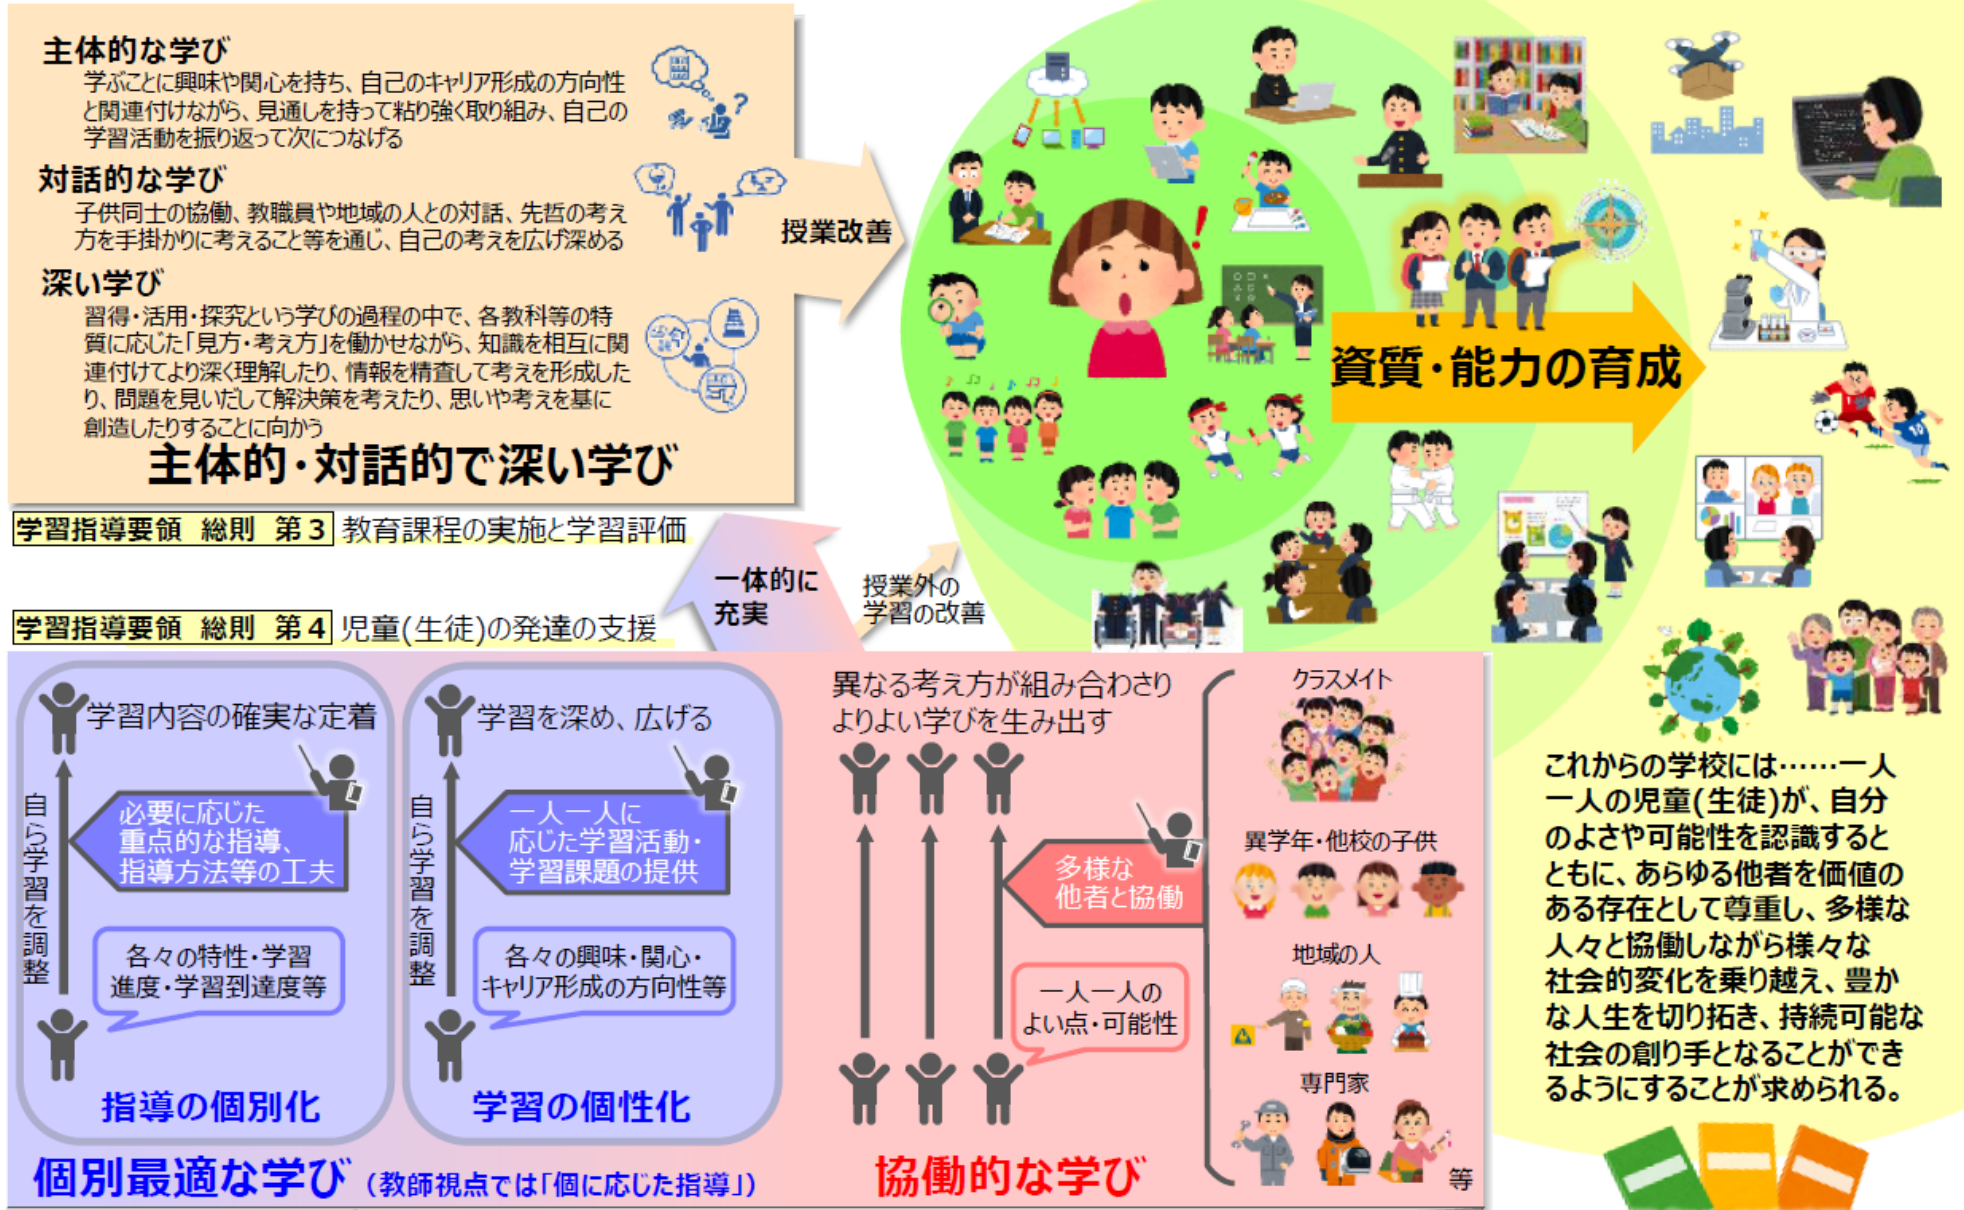 主体的な学び
学ぶことに興味や関心を持ち、自己のキャリア形成の方向性
と関連付けながら、見通しを持って粘り強く取り組み、自己の
学習活動を振り返って次につなげる
対話的な学び
子供同士の協働、教職員や地域の人との対話、先哲の考え
方を手掛かりに考えること等を通じ、自己の考えを広げ深める
深い学び
習得・活用・探究という学びの過程の中で、各教科等の特
質に応じた「見方・考え方」を働かせながら、知識を相互に関
連付けてより深く理解したり、情報を精査して考えを形成した
り、問題を見いだして解決策を考えたり、思いや考えを基に
創造したりすることに向かう
主体的・対話的で深い学び
授業改善
資質・能力の育成
学習指導要領 総則 第3 教育課程の実施と学習評価
学習指導要領 総則 第4 児童(生徒)の発達の支援
一体的に
充実
授業外の
学習の改善
学習内容の確実な定着
自ら学習を調整
必要に応じた
重点的な指導、
指導方法等の工夫
各々の特性・学習
進度・学習到達度等
指導の個別化
学習を深め、広げる
自ら学習を調整
一人一人に
応じた学習活動・
学習課題の提供
各々の興味・関心・
キャリア形成の方向性等
学習の個性化
個別最適な学び(教師視点では「個に応じた指導」)
異なる考え方が組み合わさり
よりよい学びを生み出す
多様な
他者と協働
一人一人の
よい点・可能性
協働的な学び
クラスメイト
異学年・他校の子供
地域の人
専門家
等
これからの学校には……一人
一人の児童(生徒)が、自分
のよさや可能性を認識すると
ともに、あらゆる他者を価値の
ある存在として尊重し、多様な
人々と協働しながら様々な
社会的変化を乗り越え、豊か
な人生を切り拓き、持続可能な
社会の創り手となることができ
るようにすることが求められる。